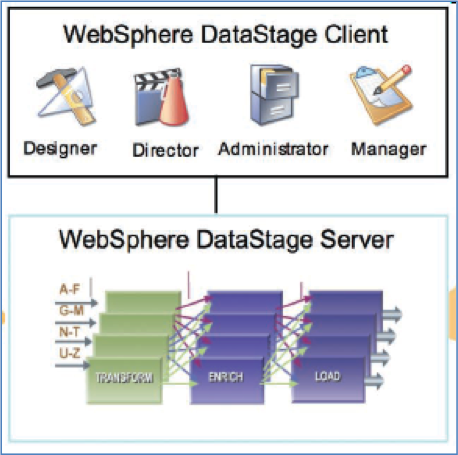 WebSphere DataStage Client
Designer Director Administrator Manager
WebSphere DataStage Server
A-F
G-M
N-T
U-Z
TRANSFORM ENRICH LOAD